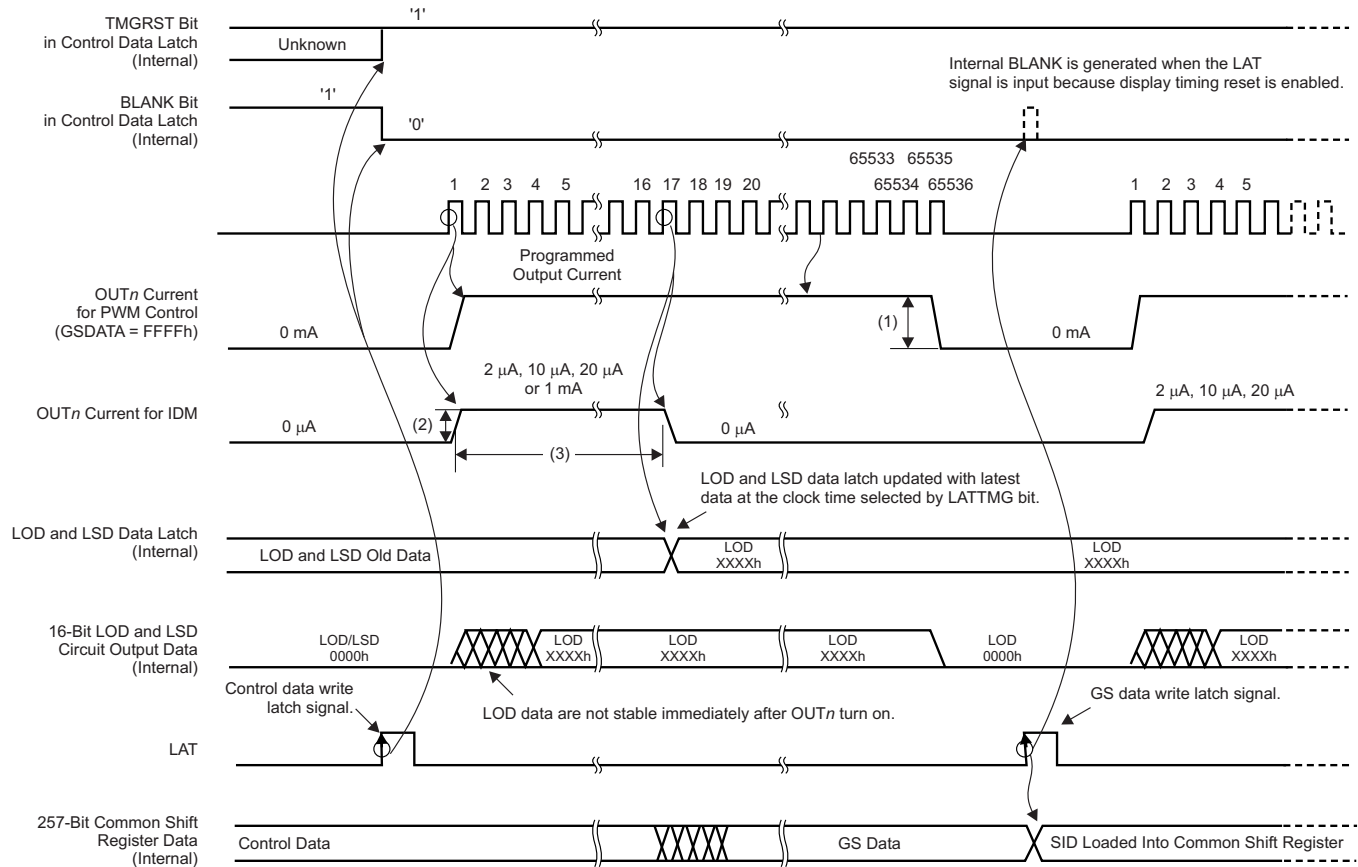 TMGRST Bit
in Control Data Latch
(Internal)
'1'
Unknown
Internal BLANK is generated when the LAT
signal is input because display timing reset is enabled.
BLANK Bit
in Control Data Latch
(Internal)
'1'
'0'
65533 65535
65534 65536
1 2 3 4 5 16 17 18 19 20 1 2 3 4 5
Programmed
Output Current
OUTn Current
for PWM Control
(GSDATA = FFFFh)
0 mA
(1)
0 mA
2 µA, 10 µA, 20 µA
or 1 mA
2 µA, 10 µA, 20 µA
OUTn Current for IDM
0 µA
(2)
0 µA
(3)
LOD and LSD data latch updated with latest
data at the clock time selected by LATTMG bit.
LOD and LSD Data Latch
(Internal)
LOD and LSD Old Data
LOD
XXXXh
LOD
XXXXh
16-Bit LOD and LSD
Circuit Output Data
(Internal)
LOD/LSD
0000h
LOD
XXXXh
LOD
XXXXh
LOD
XXXXh
LOD
0000h
LOD
XXXXh
Control data write
latch signal.
LOD data are not stable immediately after OUTn turn on.
GS data write latch signal.
LAT
257-Bit Common Shift
Register Data
(Internal)
Control Data
GS Data
SID Loaded Into Common Shift Register